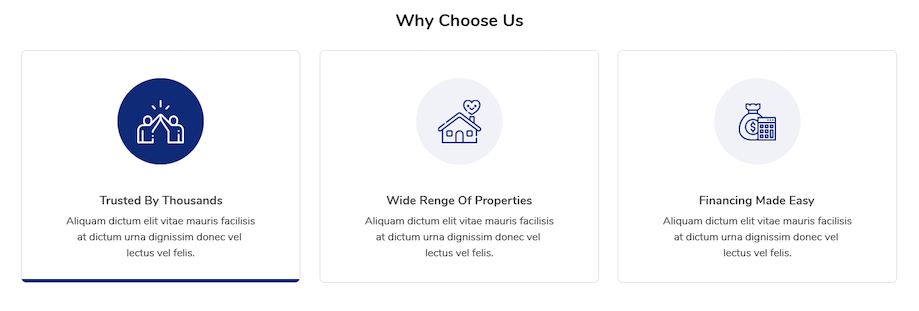 Why Choose Us
Trusted By Thousands
Aliquam dictum elit vitae mauris facilisis
at dictum urna dignissim donec vel
lectus vel felis.
Wide Renge Of Properties
Aliquam dictum elit vitae mauris facilisis
at dictum urna dignissim donec vel
lectus vel felis.
Financing Made Easy
Aliquam dictum elit vitae mauris facilisis
at dictum urna dignissim donec vel
lectus vel felis.